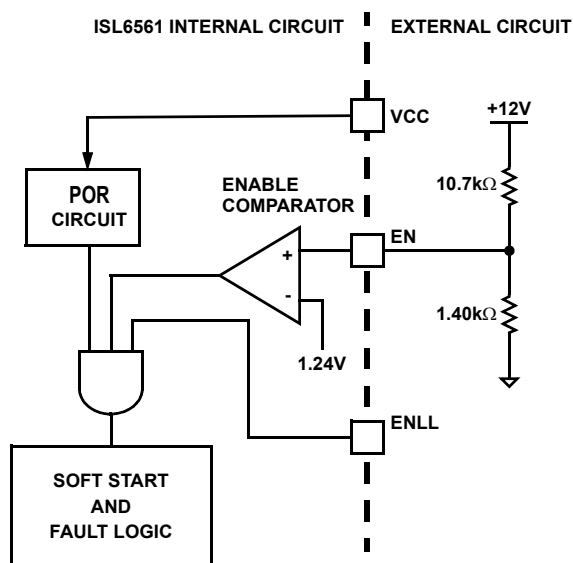 ISL6561 INTERNAL CIRCUIT
EXTERNAL CIRCUIT
VCC
+12V
POR
CIRCUIT
ENABLE
COMPARATOR
10.7kΩ
EN
+
-
1.40kΩ
1.24V
ENLL
SOFT START
AND
FAULT LOGIC